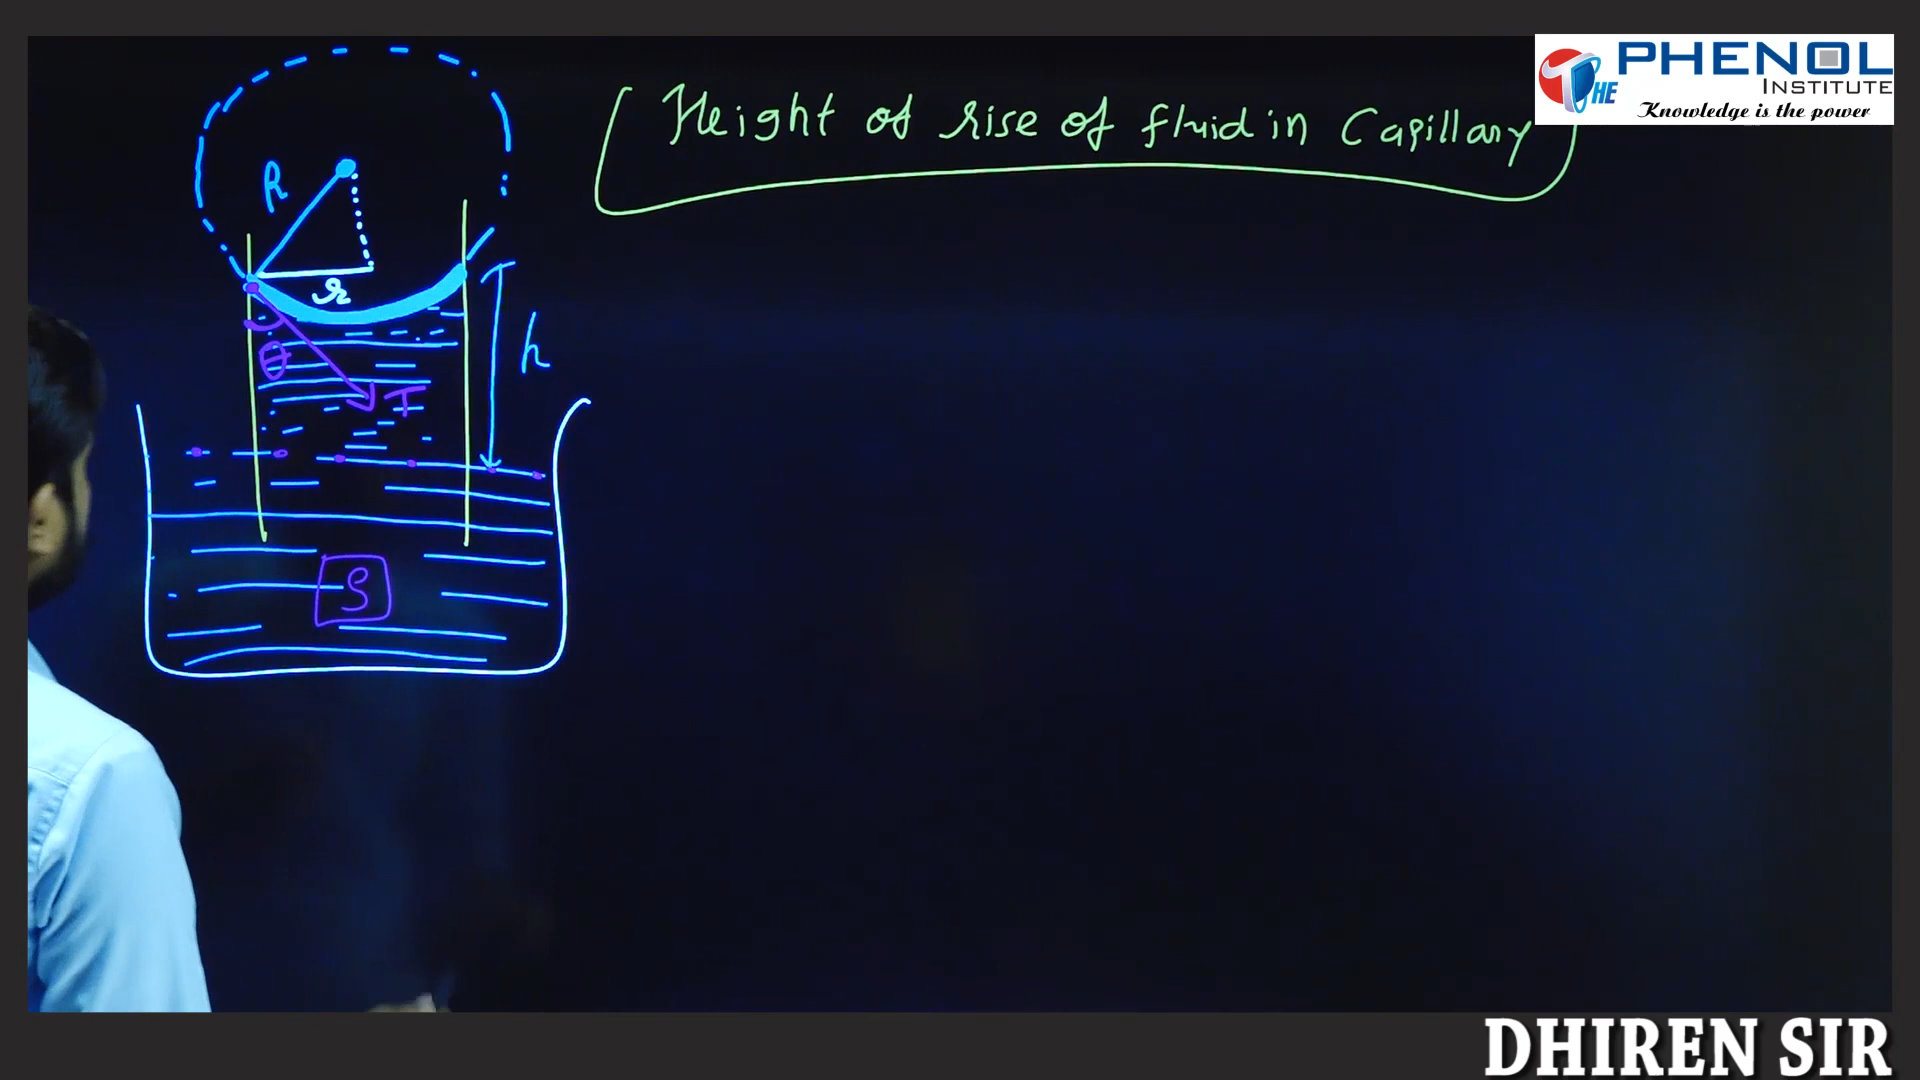 PHENOL
THE
INSTITUTE
Knowledge is the power
Height of rise of fluid in Capillary
R
r
h
θ
T
S
DHIREN SIR